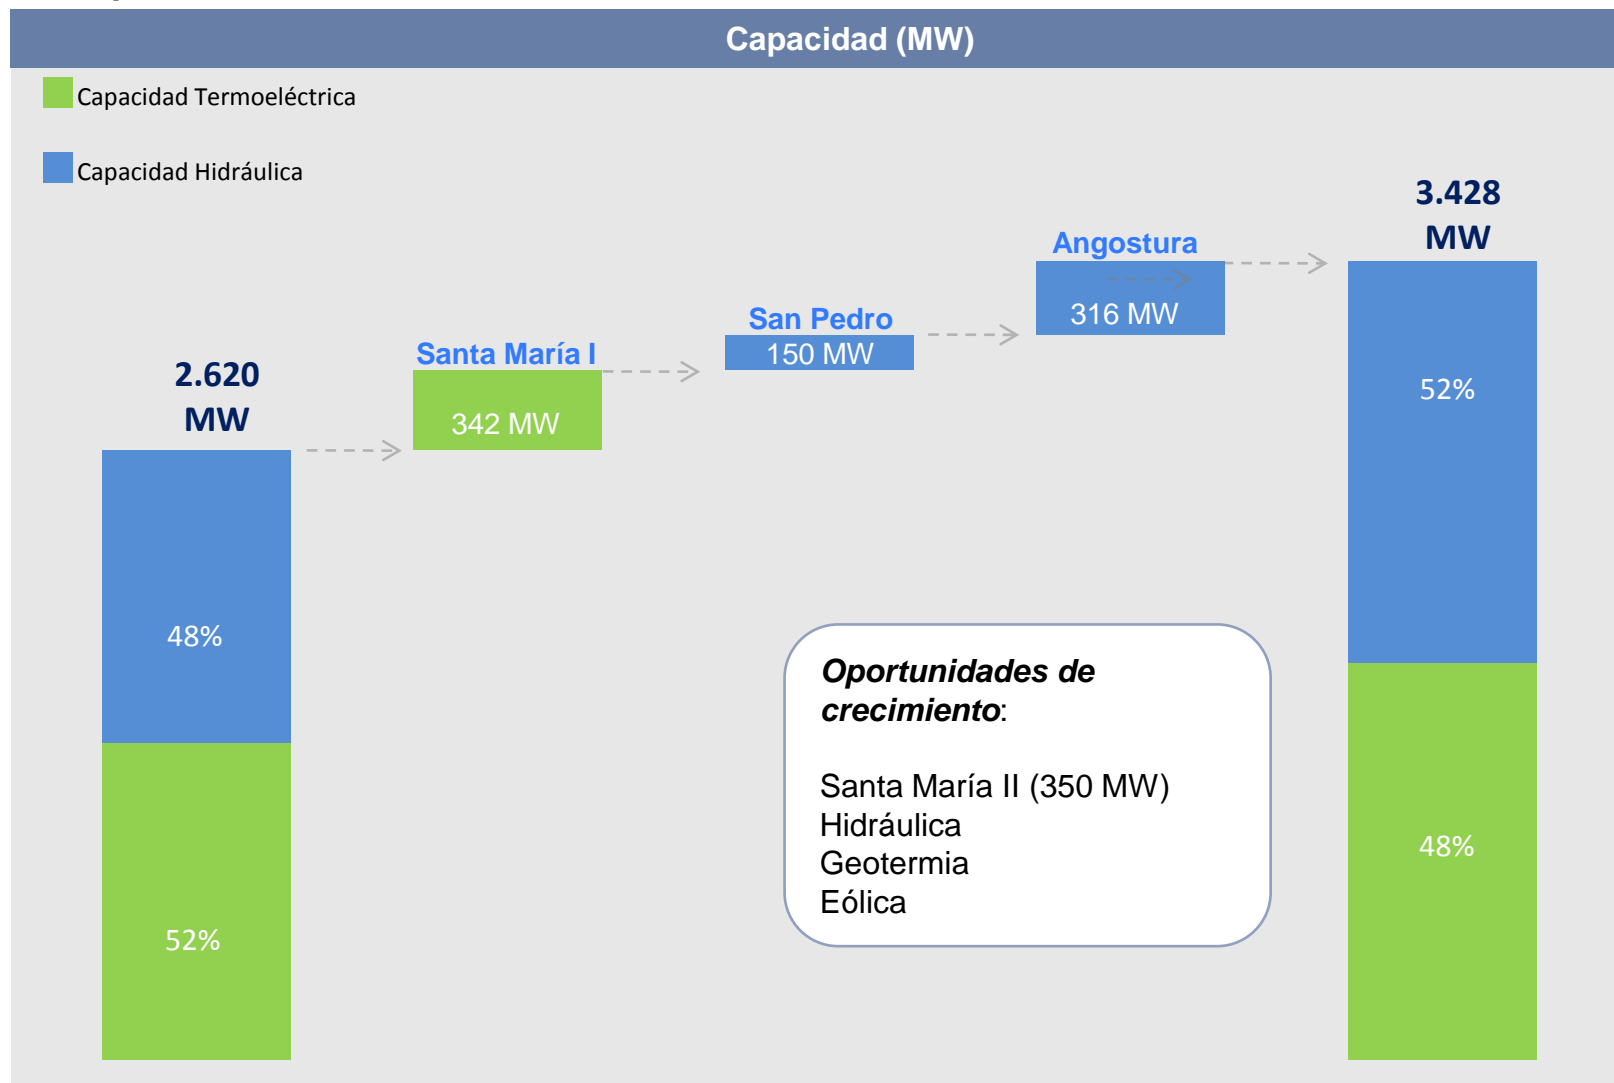 Capacidad (MW)
Capacidad Termoeléctrica
Capacidad Hidráulica
2.620
MW
48%
52%
Santa María I
342 MW
San Pedro
150 MW
Angostura
316 MW
3.428
MW
52%
48%
Oportunidades de
crecimiento:
Santa María II (350 MW)
Hidráulica
Geotermia
Eólica